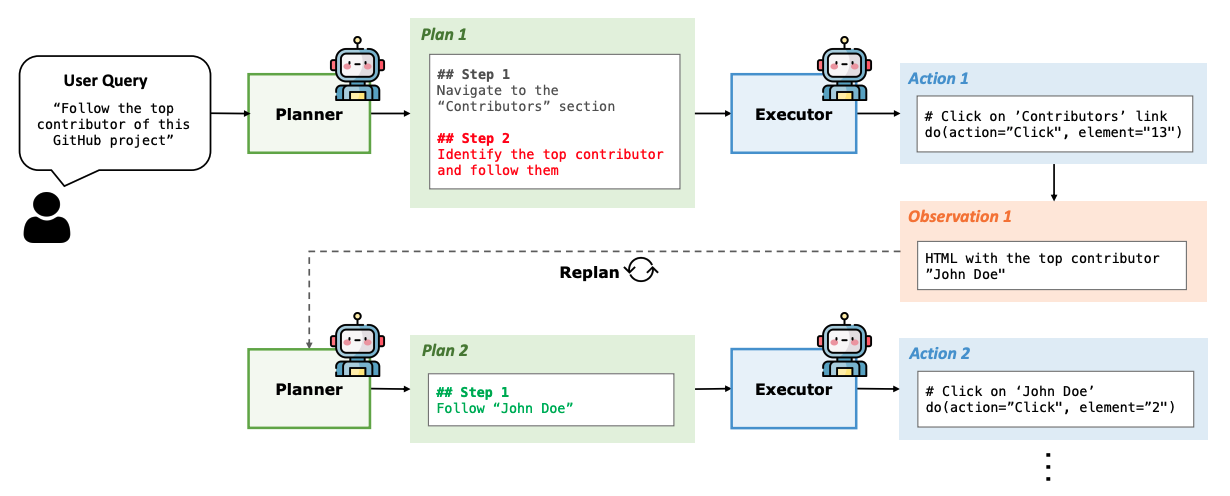 User Query
“Follow the top
contributor of this
GitHub project”
Planner
Plan 1
## Step 1
Navigate to the
“Contributors” section
## Step 2
Identify the top contributor
and follow them
Executor
Action 1
# Click on ’Contributors’ link
do(action=”Click", element="13")
Observation 1
HTML with the top contributor
”John Doe"
Replan
Planner
Plan 2
## Step 1
Follow “John Doe”
Executor
Action 2
# Click on ‘John Doe’
do(action=”Click", element=”2")